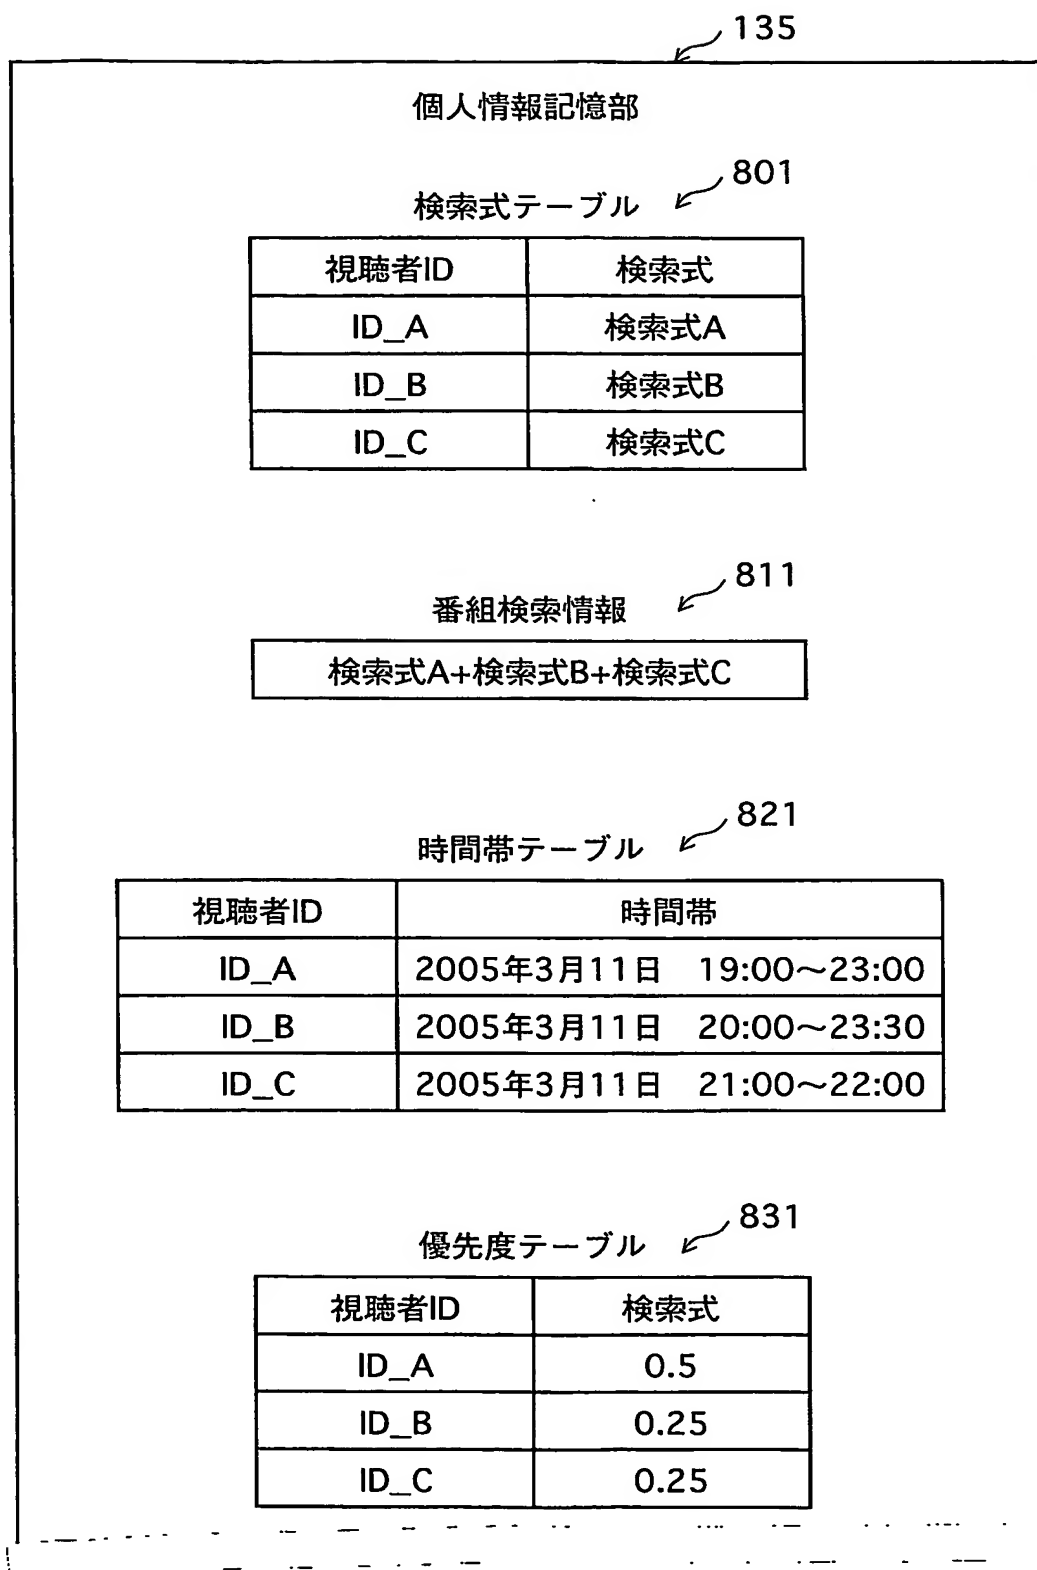 135
個人情報記憶部
801
検索式テーブル
視聴者ID 検索式
ID_A 検索式A
ID_B 検索式B
ID_C 検索式C
811
番組検索情報
検索式A+検索式B+検索式C
821
時間帯テーブル
視聴者ID 時間帯
ID_A 2005年3月11日 19:00〜23:00
ID_B 2005年3月11日 20:00〜23:30
ID_C 2005年3月11日 21:00〜22:00
831
優先度テーブル
視聴者ID 検索式
ID_A 0.5
ID_B 0.25
ID_C 0.25